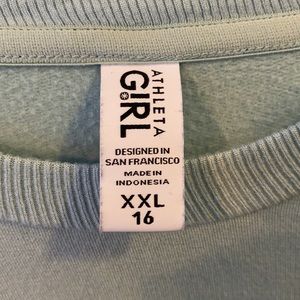 ATHLETA
GIRL
DESIGNED IN
SAN FRANCISCO
MADE IN
INDONESIA
XXL
16